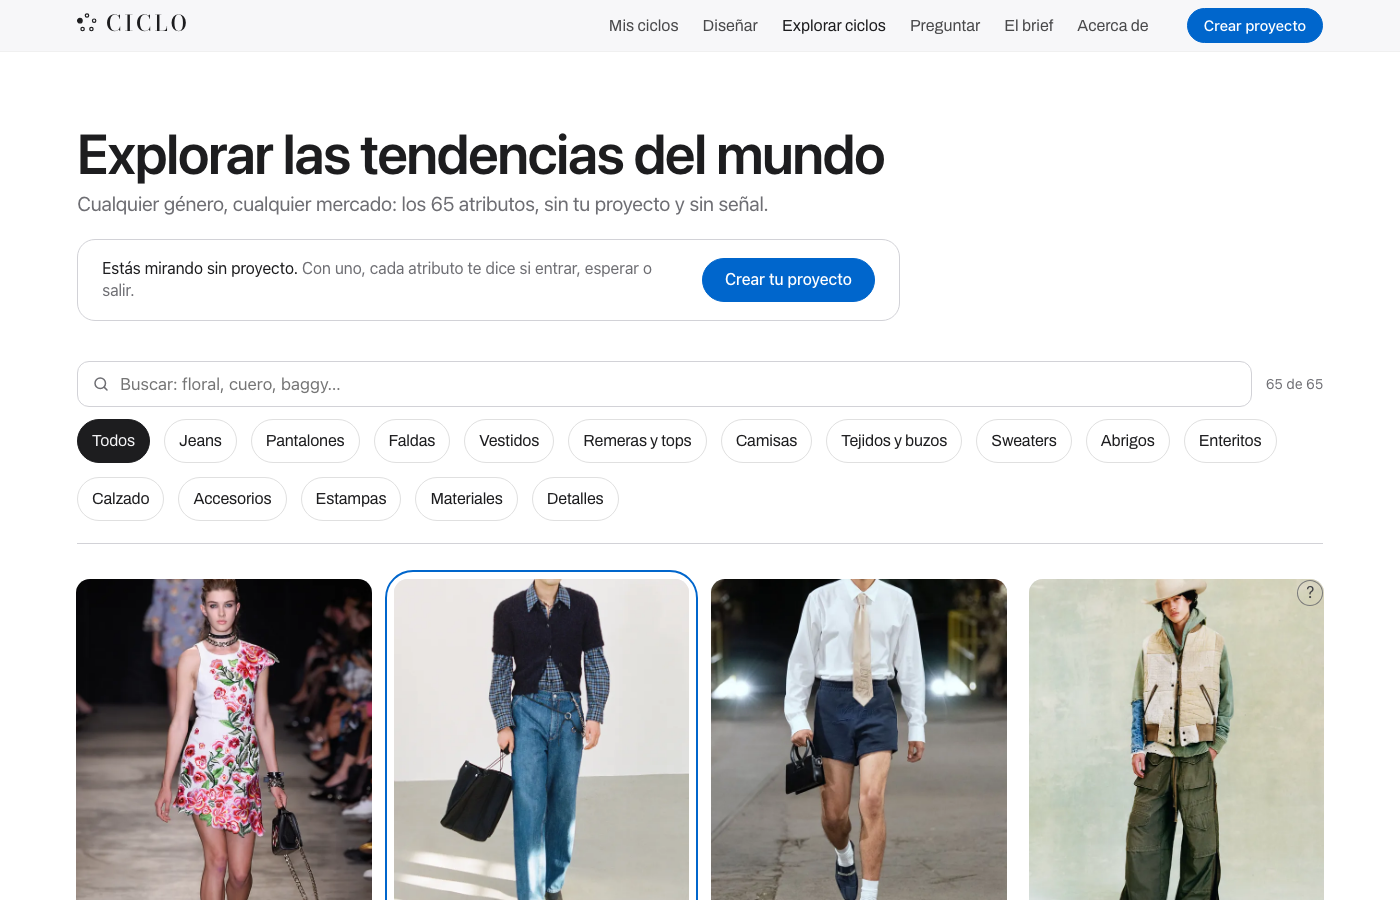 CICLO
Mis ciclos
Diseñar
Explorar ciclos
Preguntar
El brief
Acerca de
Crear proyecto
Explorar las tendencias del mundo
Cualquier género, cualquier mercado: los 65 atributos, sin tu proyecto y sin señal.
Estás mirando sin proyecto. Con uno, cada atributo te dice si entrar, esperar o
salir.
Crear tu proyecto
Buscar: floral, cuero, baggy...
65 de 65
Todos
Jeans
Pantalones
Faldas
Vestidos
Remeras y tops
Camisas
Tejidos y buzos
Sweaters
Abrigos
Enteritos
Calzado
Accesorios
Estampas
Materiales
Detalles
?